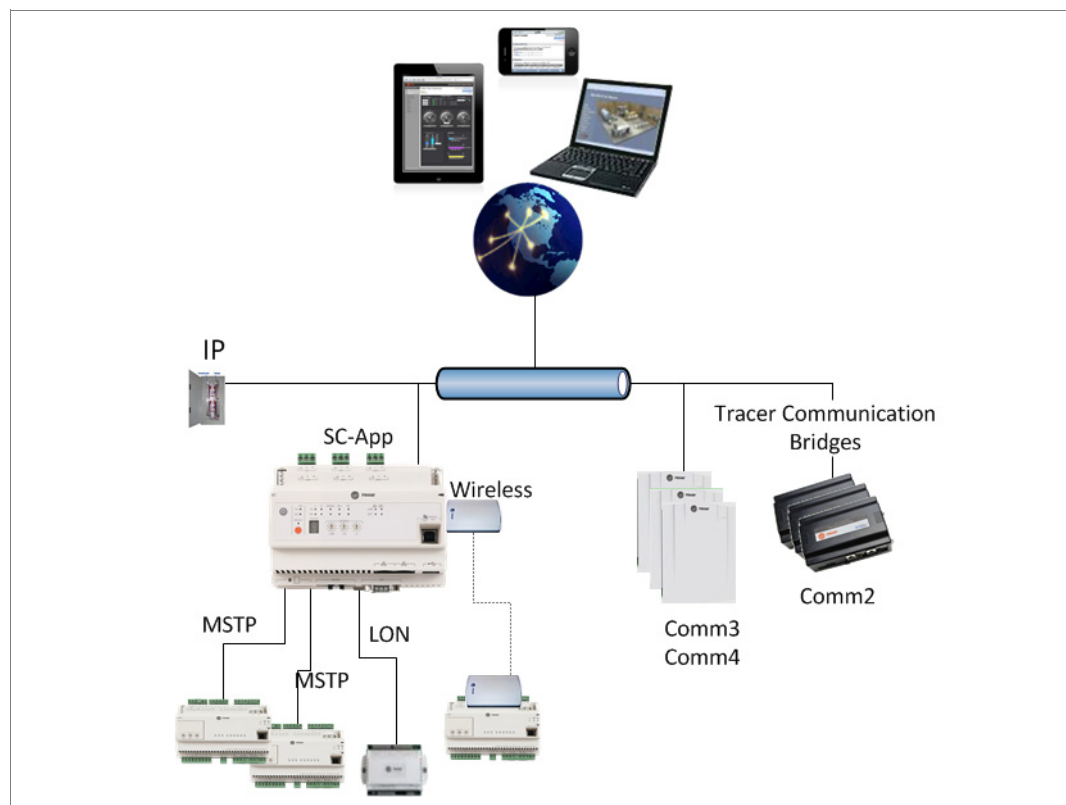 IP
SC-App
Wireless
Tracer Communication
Bridges
Comm3
Comm4
Comm2
MSTP
MSTP
LON